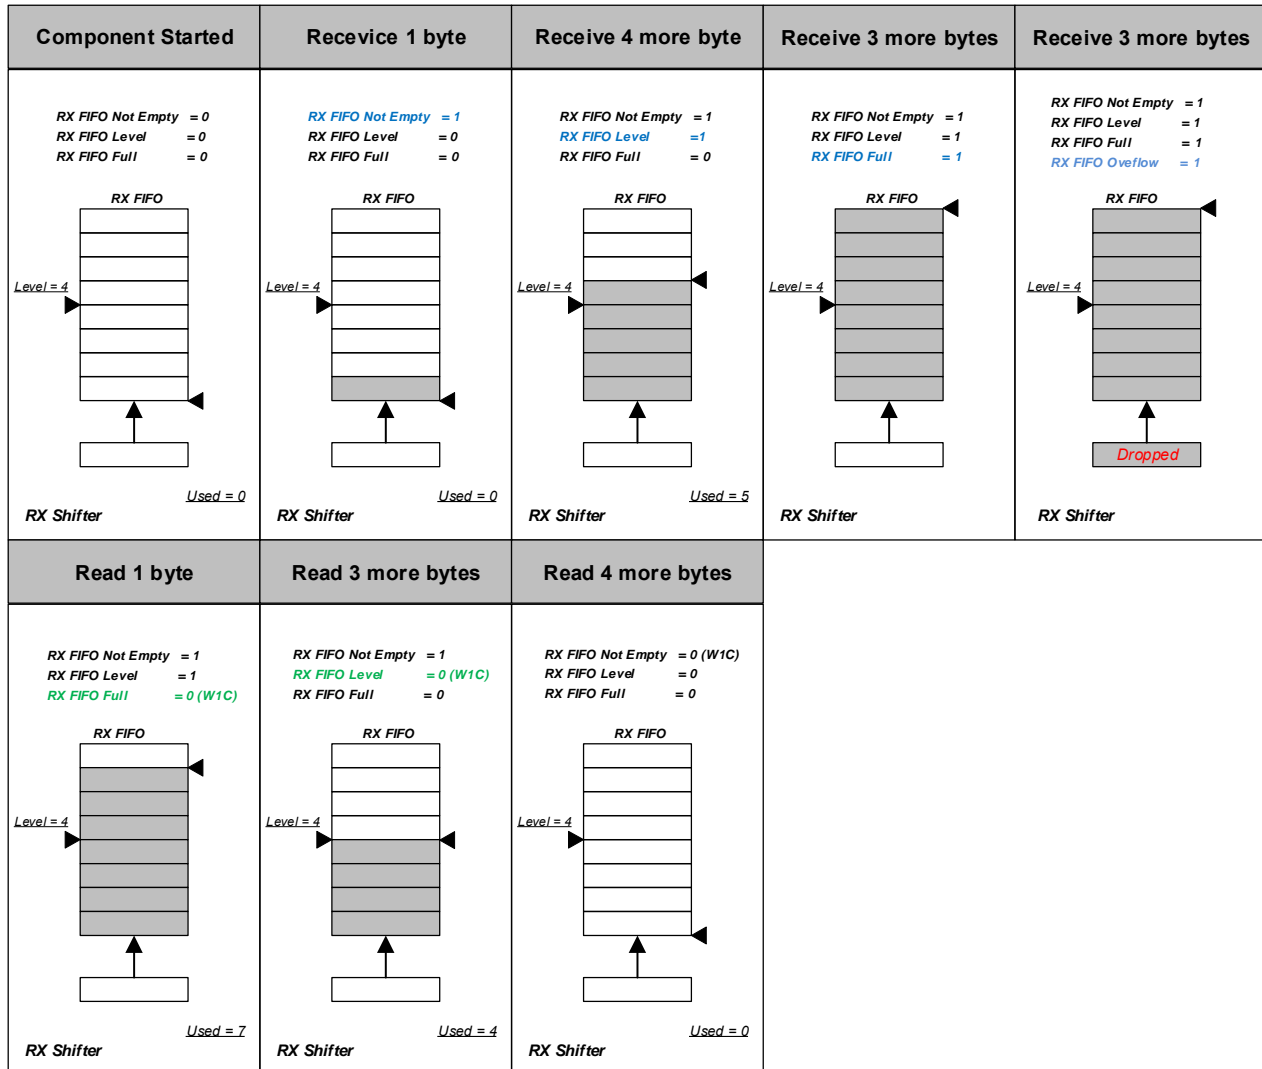 Component Started
RX FIFO Not Empty = 0
RX FIFO Level = 0
RX FIFO Full = 0
RX FIFO
Level = 4
Used = 0
RX Shifter
Recevice 1 byte
RX FIFO Not Empty = 1
RX FIFO Level = 0
RX FIFO Full = 0
RX FIFO
Level = 4
Used = 0
RX Shifter
Receive 4 more byte
RX FIFO Not Empty = 1
RX FIFO Level =1
RX FIFO Full = 0
RX FIFO
Level = 4
Used = 5
RX Shifter
Receive 3 more bytes
RX FIFO Not Empty = 1
RX FIFO Level = 1
RX FIFO Full = 1
RX FIFO
Level = 4
RX Shifter
Receive 3 more bytes
RX FIFO Not Empty = 1
RX FIFO Level = 1
RX FIFO Full = 1
RX FIFO Oveflow = 1
RX FIFO
Level = 4
Dropped
RX Shifter
Read 1 byte
RX FIFO Not Empty = 1
RX FIFO Level = 1
RX FIFO Full = 0 (W1C)
RX FIFO
Level = 4
Used = 7
RX Shifter
Read 3 more bytes
RX FIFO Not Empty = 1
RX FIFO Level = 0 (W1C)
RX FIFO Full = 0
RX FIFO
Level = 4
Used = 4
RX Shifter
Read 4 more bytes
RX FIFO Not Empty = 0 (W1C)
RX FIFO Level = 0
RX FIFO Full = 0
RX FIFO
Level = 4
Used = 0
RX Shifter